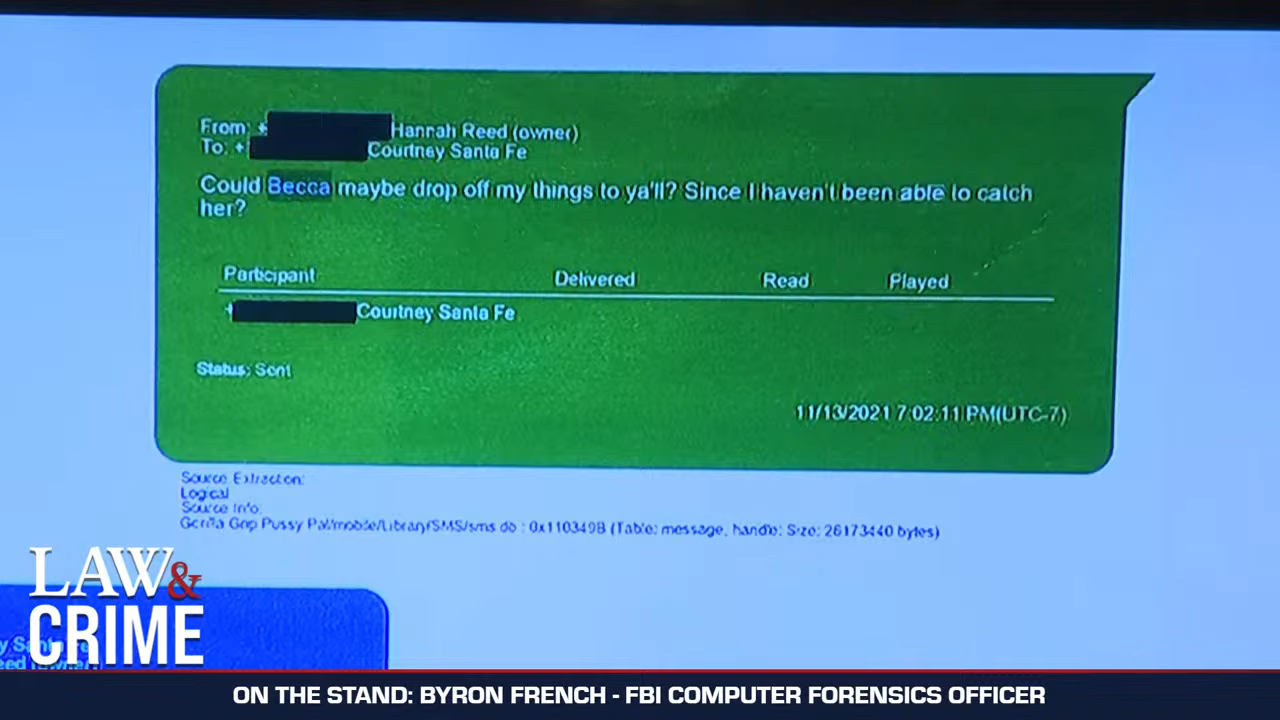 From: + Hannah Reed (owner)
To: + Courtney Santa Fe
Could Becca maybe drop off my things to ya'll? Since I haven't been able to catch
her?
Participant Delivered Read Played
+ Courtney Santa Fe
Status: Sent
11/13/2021 7:02:11 PM(UTC-7)
Source Extraction:
Logical
Source Info:
Gorilla Grip Pussy Pal/mobile/Library/SMS/sms.db : 0x110349B (Table: message, handle; Size: 26173440 bytes)
LAW&
CRIME
ON THE STAND: BYRON FRENCH - FBI COMPUTER FORENSICS OFFICER